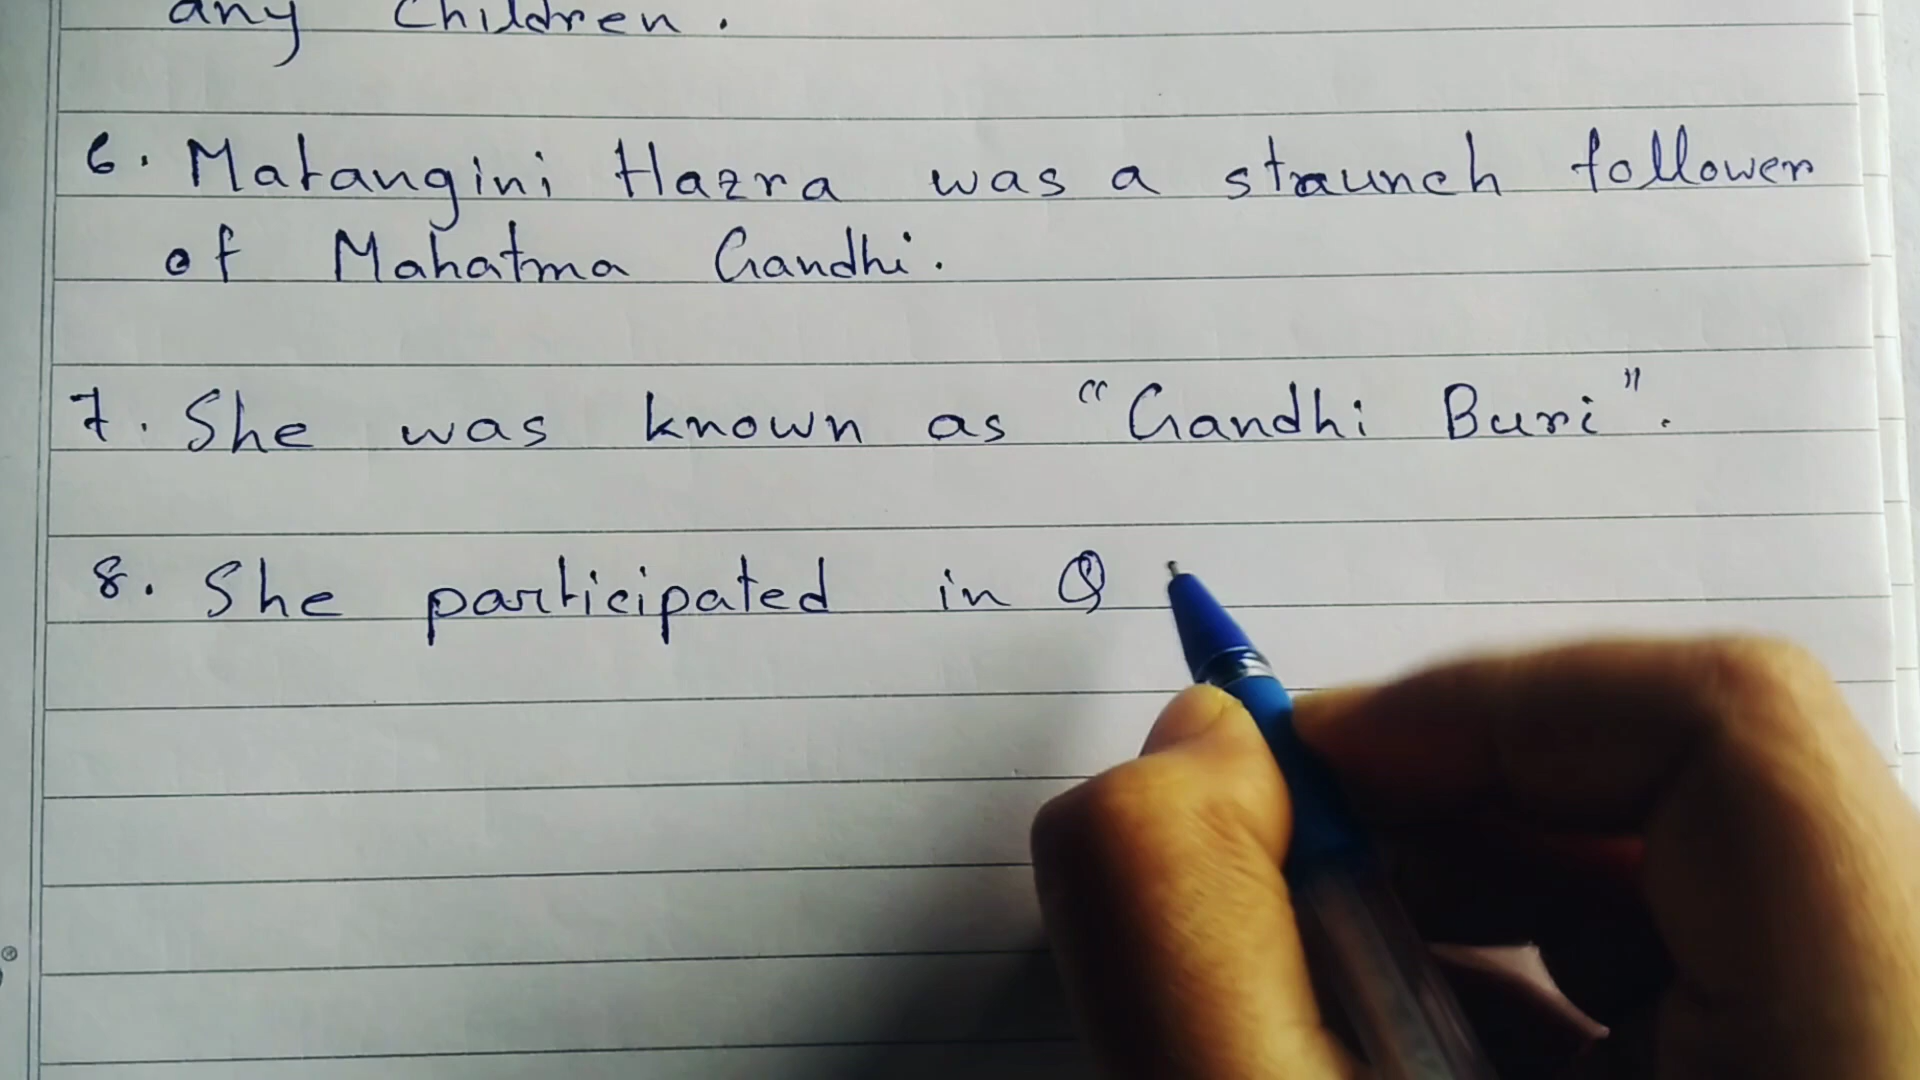 any children.
6. Matangini Hazra was a staunch follower
of Mahatma Gandhi.
7. She was known as "Gandhi Buri".
8. She participated in Q